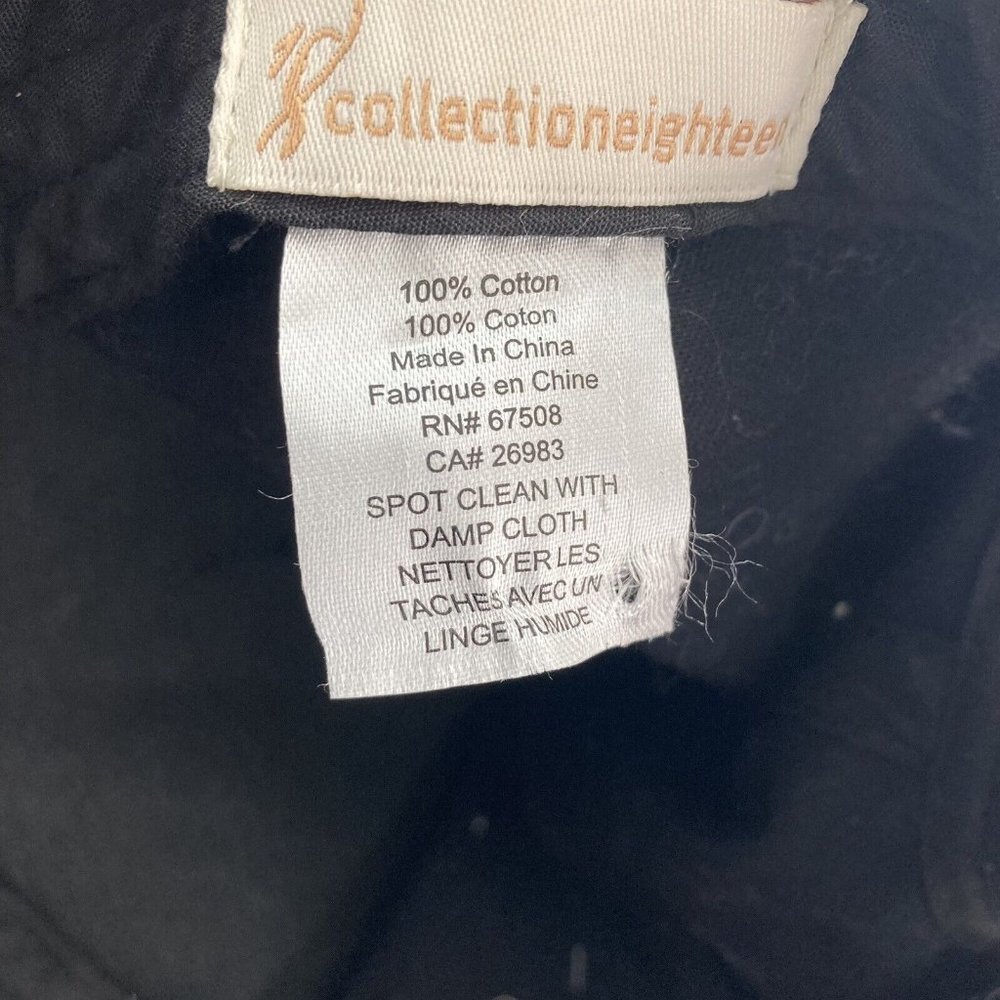 18 collectioneighteen
100% Cotton
100% Coton
Made In China
Fabriqué en Chine
RN# 67508
CA# 26983
SPOT CLEAN WITH
DAMP CLOTH
NETTOYER LES
TACHES AVEC UN
LINGE HUMIDE